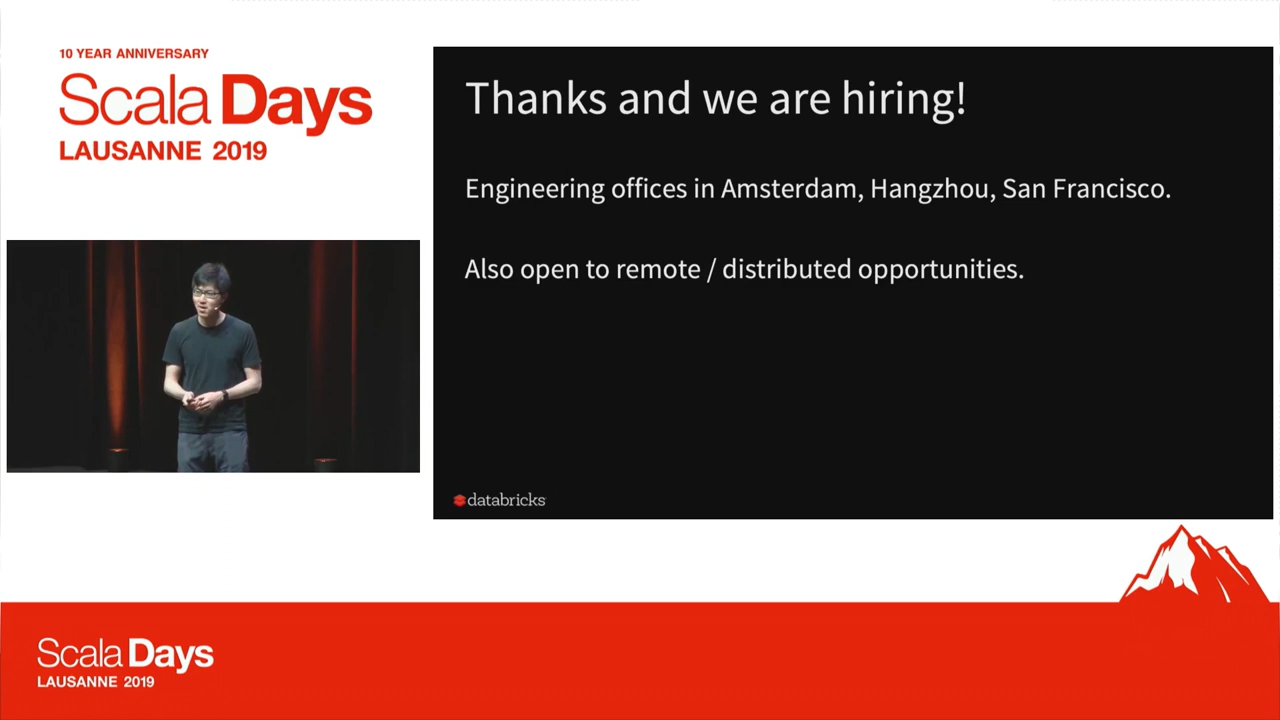 10 YEAR ANNIVERSARY
Scala Days
LAUSANNE 2019
Thanks and we are hiring!
Engineering offices in Amsterdam, Hangzhou, San Francisco.
Also open to remote / distributed opportunities.
databricks
Scala Days
LAUSANNE 2019